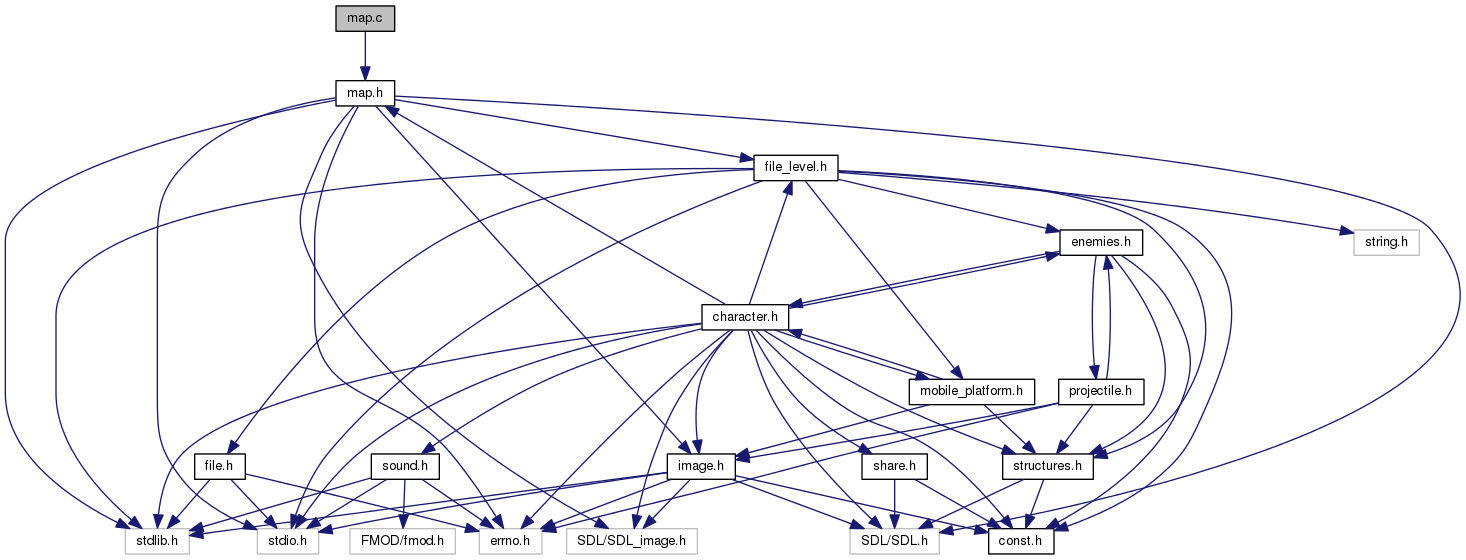 map.c
map.h
file_level.h
enemies.h
string.h
character.h
mobile_platform.h
projectile.h
file.h
sound.h
image.h
share.h
structures.h
stdlib.h
stdio.h
FMOD/fmod.h
errno.h
SDL/SDL_image.h
SDL/SDL.h
const.h